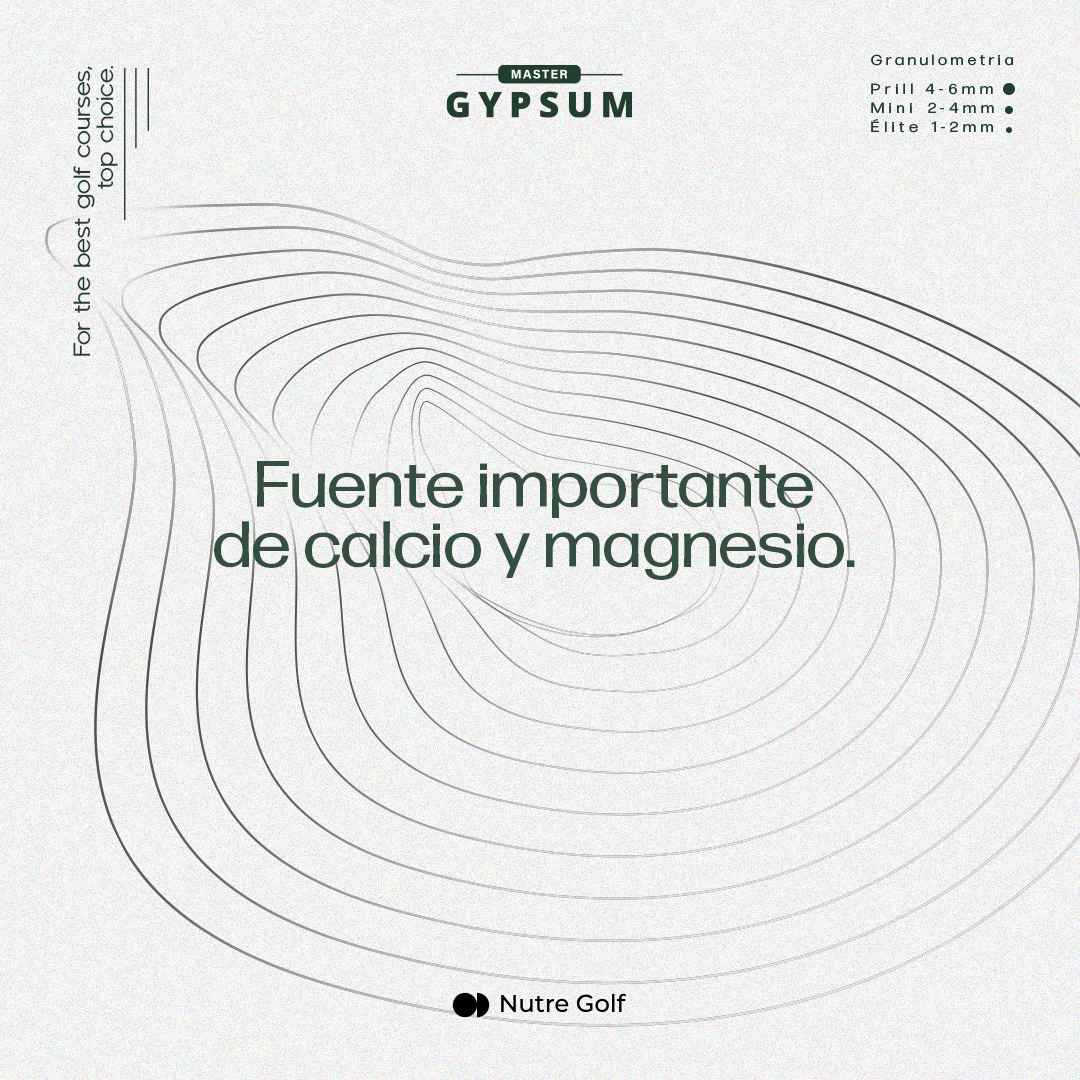 For the best golf courses,
top choice.
MASTER
GYPSUM
Granulometria
Prill 4-6mm
Mini 2-4mm
Élite 1-2mm
Fuente importante
de calcio y magnesio.
Nutre Golf